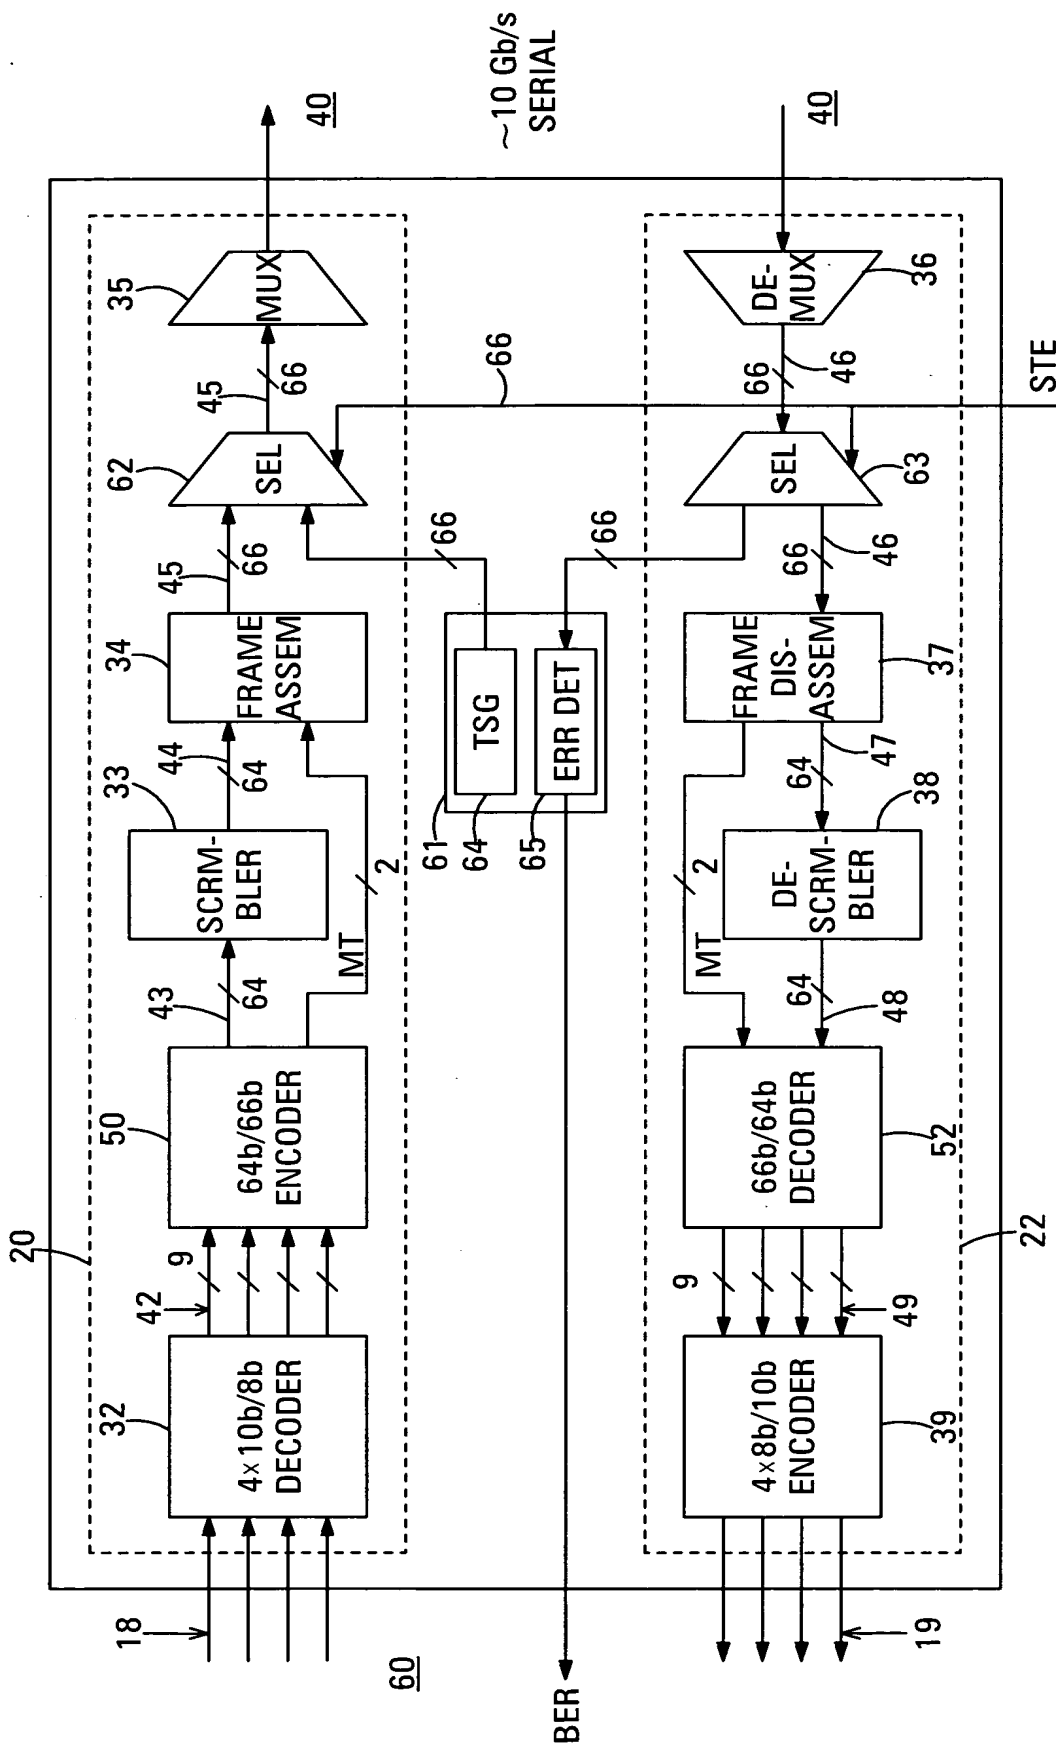 20
18
42
9
32
4×10b/8b
DECODER
50
64b/66b
ENCODER
43
64
MT
2
33
SCRM-
BLER
44
64
34
FRAME
ASSEM
45
66
62
SEL
45
66
35
MUX
40
~10 Gb/s
SERIAL
60
BER
61
64
TSG
65
ERR DET
66
66
66
STE
40
36
DE-
MUX
66
46
63
SEL
66
46
37
FRAME
DIS-
ASSEM
64
47
MT
2
38
DE-
SCRM-
BLER
64
48
52
66b/64b
DECODER
9
49
39
4×8b/10b
ENCODER
19
22